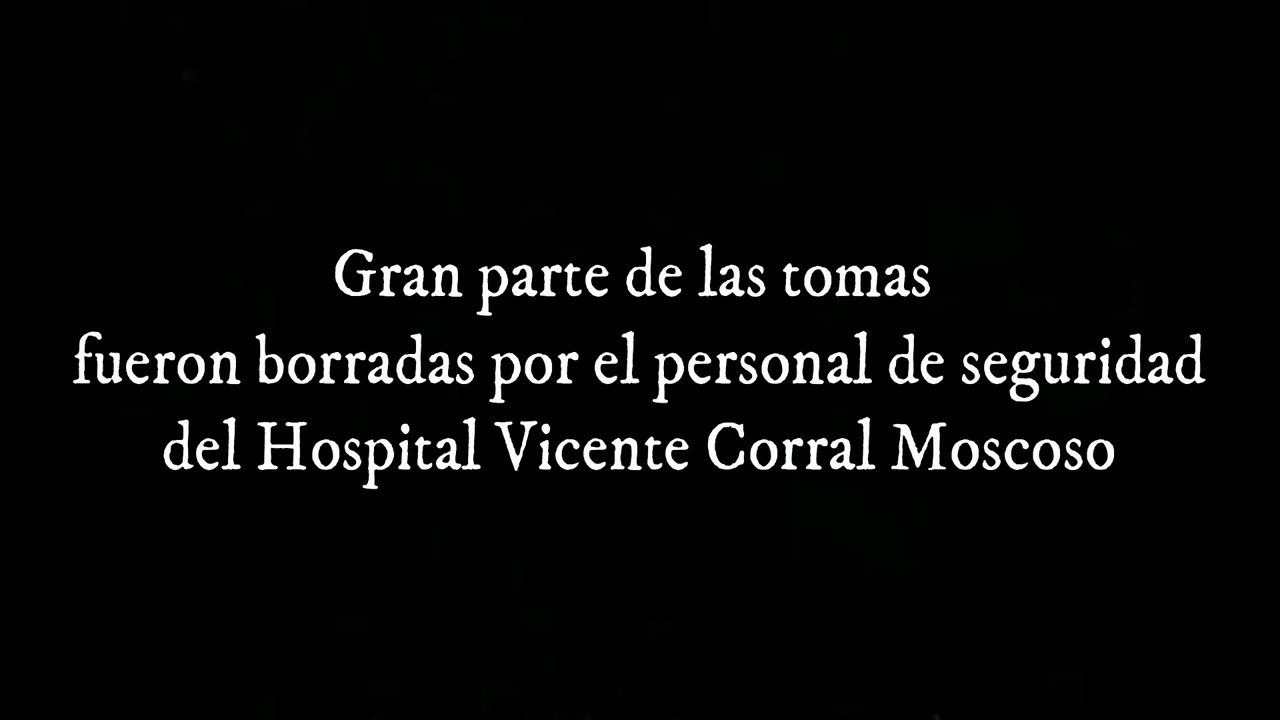 Gran parte de las tomas
fueron borradas por el personal de seguridad
del Hospital Vicente Corral Moscoso